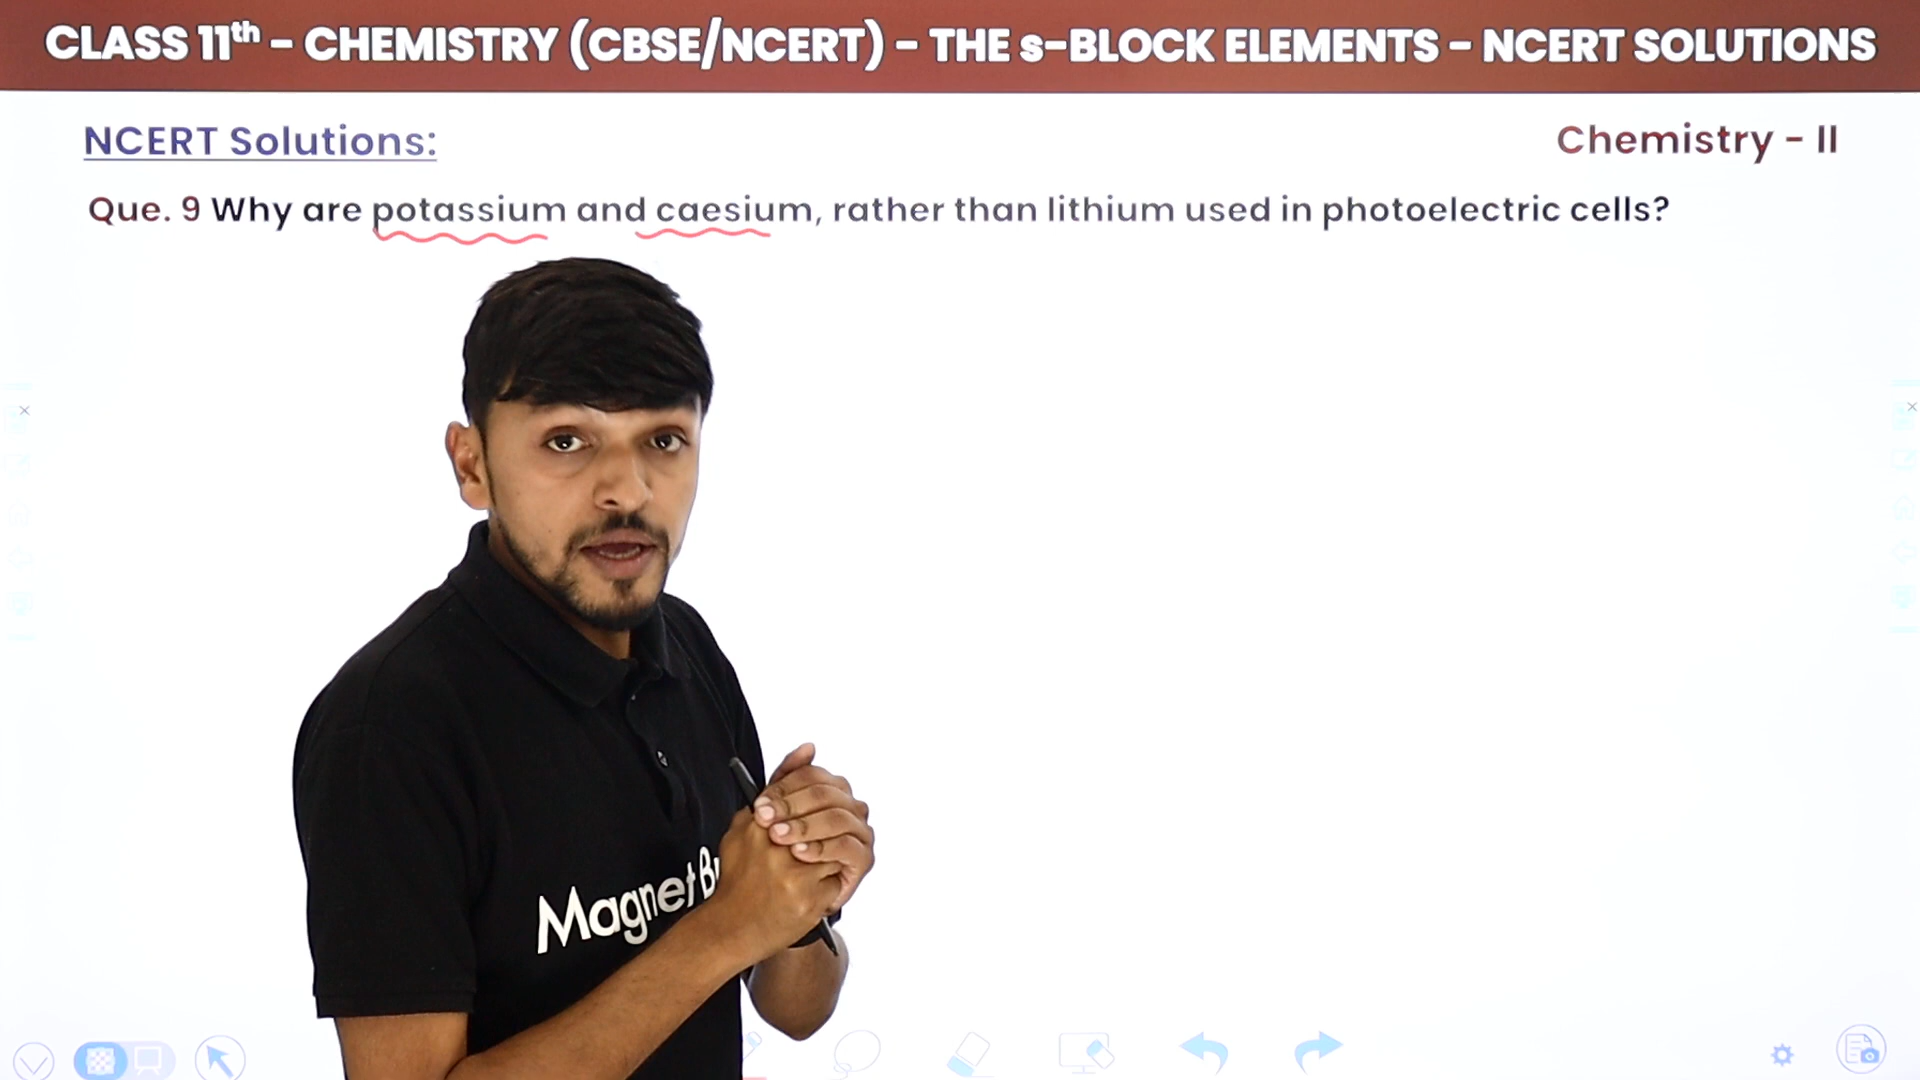 CLASS 11th - CHEMISTRY (CBSE/NCERT) - THE s-BLOCK ELEMENTS - NCERT SOLUTIONS
NCERT Solutions:
Chemistry - II
Que. 9 Why are potassium and caesium, rather than lithium used in photoelectric cells?
Magnet